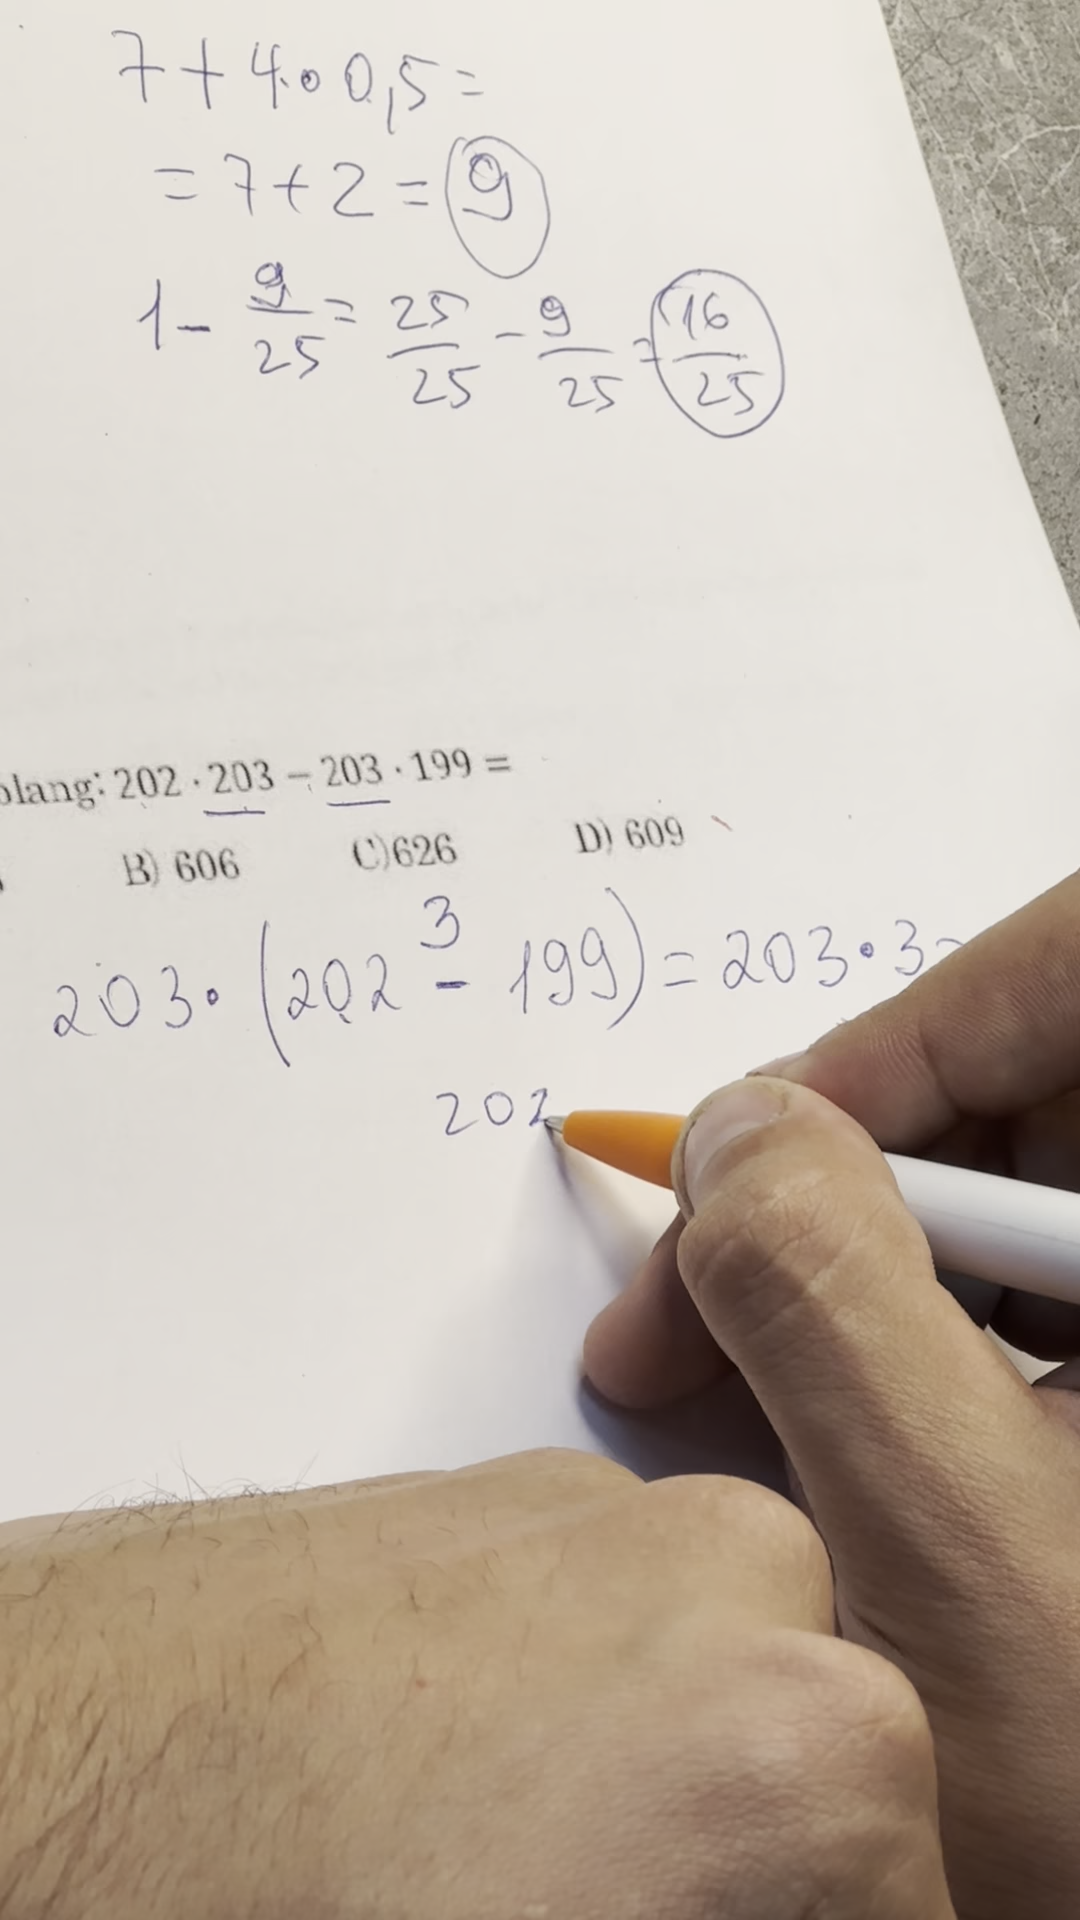 7 + 4 · 0,5 =
= 7 + 2 = 9
1 - 9/25 = 25/25 - 9/25 = 16/25
202 · 203 − 203 · 199 =
B) 606 C)626 D) 609
3
203 · (202 - 199) = 203 · 3
202